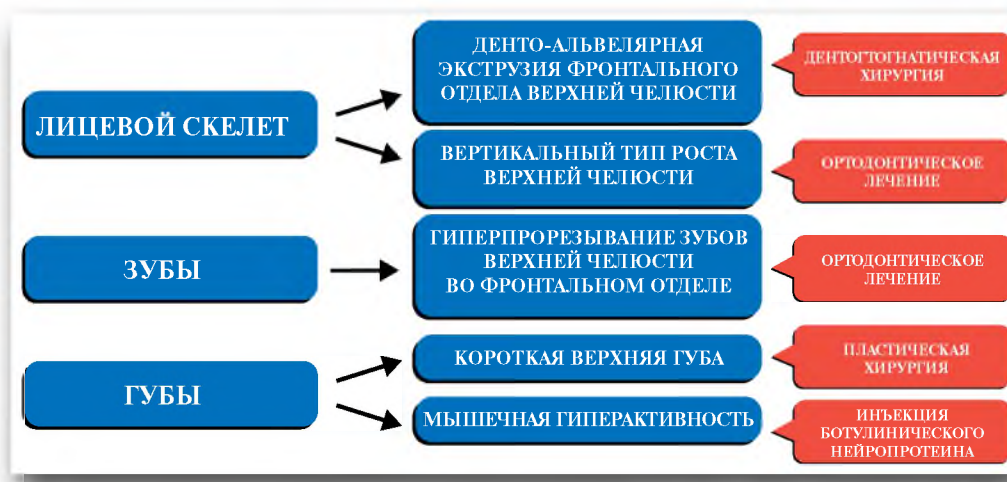 ЛИЦЕВОЙ СКЕЛЕТ
ДЕНТО-АЛЬВЕЛЯРНАЯ
ЭКСТРУЗИЯ ФРОНТАЛЬНОГО
ОТДЕЛА ВЕРХНЕЙ ЧЕЛЮСТИ
ДЕНТОГТОГНАТИЧЕСКАЯ
ХИРУРГИЯ
ВЕРТИКАЛЬНЫЙ ТИП РОСТА
ВЕРХНЕЙ ЧЕЛЮСТИ
ОРТОДОНТИЧЕСКОЕ
ЛЕЧЕНИЕ
ЗУБЫ
ГИПЕРПРОРЕЗЫВАНИЕ ЗУБОВ
ВЕРХНЕЙ ЧЕЛЮСТИ
ВО ФРОНТАЛЬНОМ ОТДЕЛЕ
ОРТОДОНТИЧЕСКОЕ
ЛЕЧЕНИЕ
ГУБЫ
КОРОТКАЯ ВЕРХНЯЯ ГУБА
ПЛАСТИЧЕСКАЯ
ХИРУРГИЯ
МЫШЕЧНАЯ ГИПЕРАКТИВНОСТЬ
ИНЪЕКЦИЯ
БОТУЛИНИЧЕСКОГО
НЕЙРОПРОТЕИНА